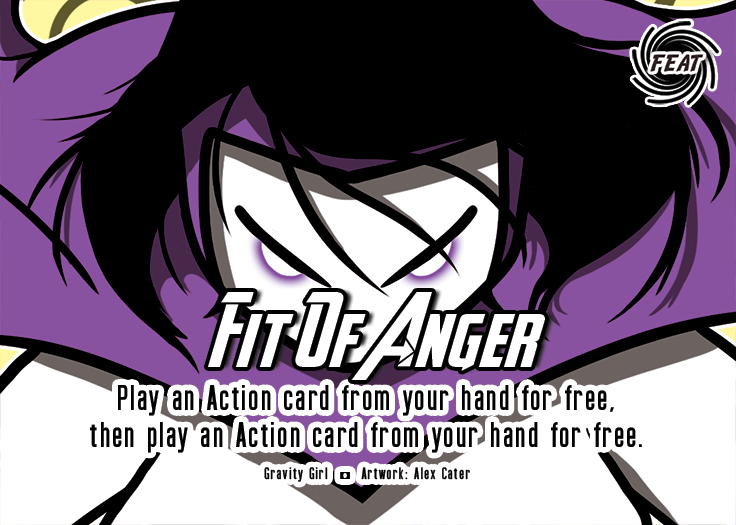 FEAT
FIT OF ANGER
Play an Action card from your hand for free,
then play an Action card from your hand for free.
Gravity Girl Artwork: Alex Cater